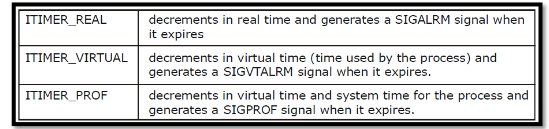 ITIMER_REAL decrements in real time and generates a SIGALRM signal when
it expires
ITIMER_VIRTUAL decrements in virtual time (time used by the process) and
generates a SIGVTALRM signal when it expires.
ITIMER_PROF decrements in virtual time and system time for the process and
generates a SIGPROF signal when it expires.